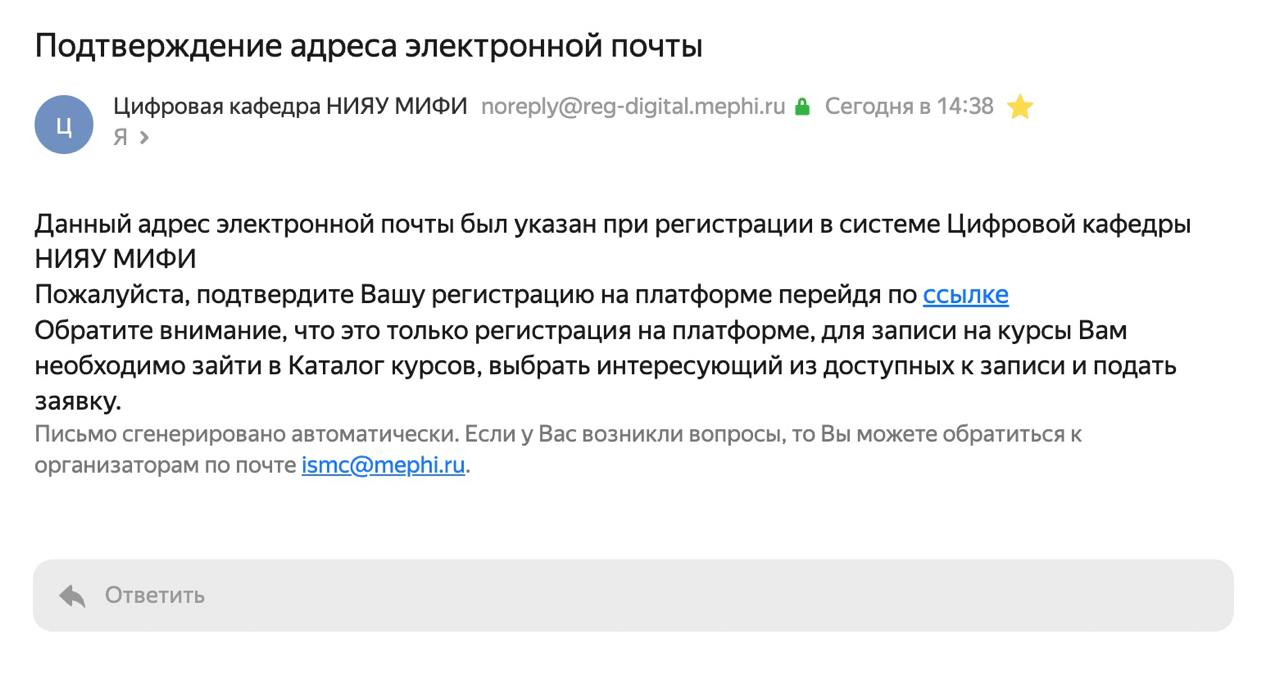 Подтверждение адреса электронной почты
Цифровая кафедра НИЯУ МИФИ noreply@reg-digital.mephi.ru Сегодня в 14:38
Ц
Я
Данный адрес электронной почты был указан при регистрации в системе Цифровой кафедры
НИЯУ МИФИ
Пожалуйста, подтвердите Вашу регистрацию на платформе перейдя по ссылке
Обратите внимание, что это только регистрация на платформе, для записи на курсы Вам
необходимо зайти в Каталог курсов, выбрать интересующий из доступных к записи и подать
заявку.
Письмо сгенерировано автоматически. Если у Вас возникли вопросы, то Вы можете обратиться к
организаторам по почте ismc@mephi.ru.
Ответить